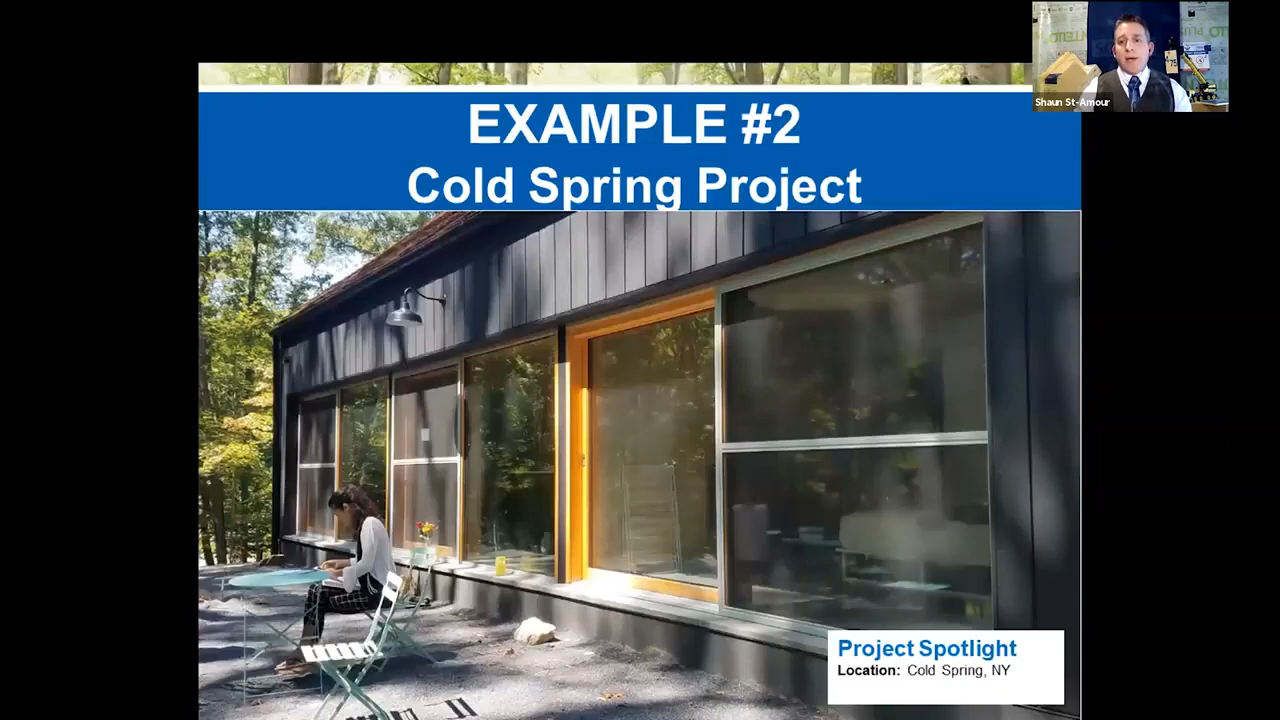 EXAMPLE #2
Cold Spring Project
Shaun St-Amour
Project Spotlight
Location: Cold Spring, NY